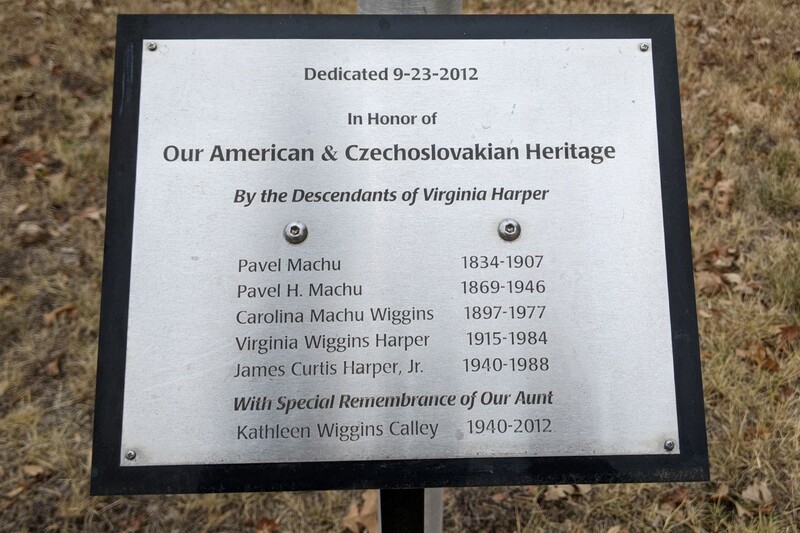 Dedicated 9-23-2012
In Honor of
Our American & Czechoslovakian Heritage
By the Descendants of Virginia Harper
Pavel Machu 1834-1907
Pavel H. Machu 1869-1946
Carolina Machu Wiggins 1897-1977
Virginia Wiggins Harper 1915-1984
James Curtis Harper, Jr. 1940-1988
With Special Remembrance of Our Aunt
Kathleen Wiggins Calley 1940-2012